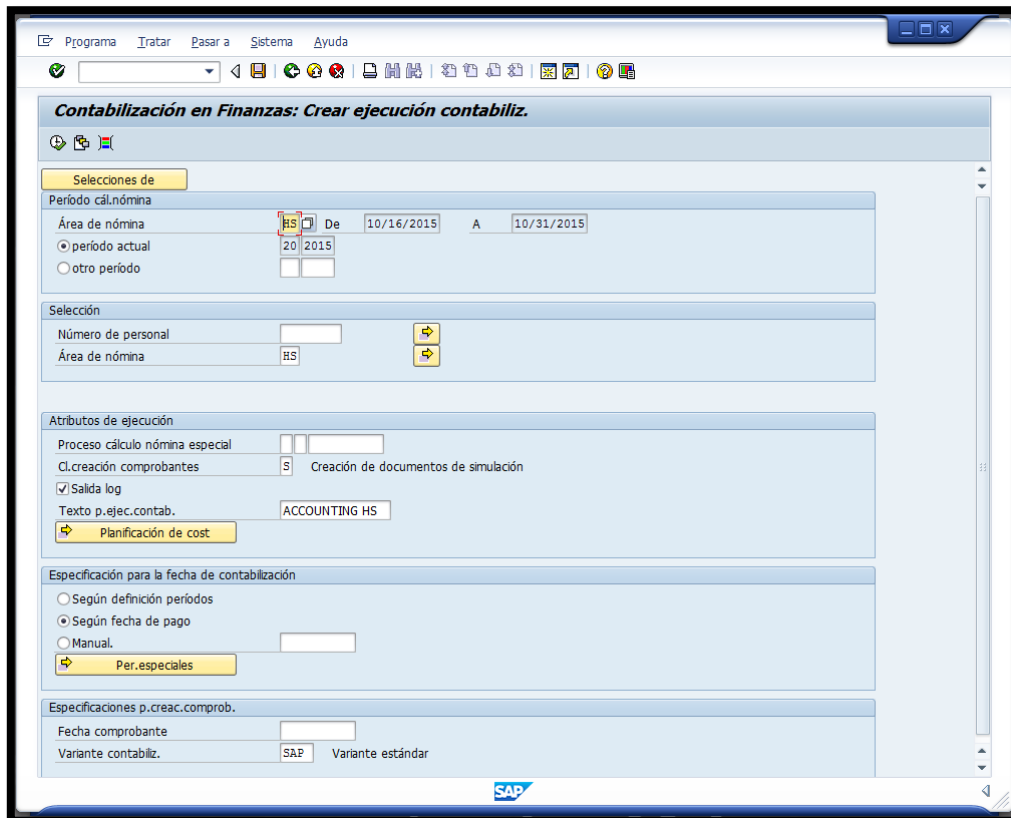 Programa Tratar Pasar a Sistema Ayuda
Contabilización en Finanzas: Crear ejecución contabiliz.
Selecciones de
Período cál.nómina
Área de nómina HS De 10/16/2015 A 10/31/2015
período actual 20 2015
otro período
Selección
Número de personal
Área de nómina HS
Atributos de ejecución
Proceso cálculo nómina especial
Cl.creación comprobantes S Creación de documentos de simulación
Salida log
Texto p.ejec.contab. ACCOUNTING HS
Planificación de cost
Especificación para la fecha de contabilización
Según definición períodos
Según fecha de pago
Manual.
Per.especiales
Especificaciones p.creac.comprob.
Fecha comprobante
Variante contabiliz. SAP Variante estándar
SAP